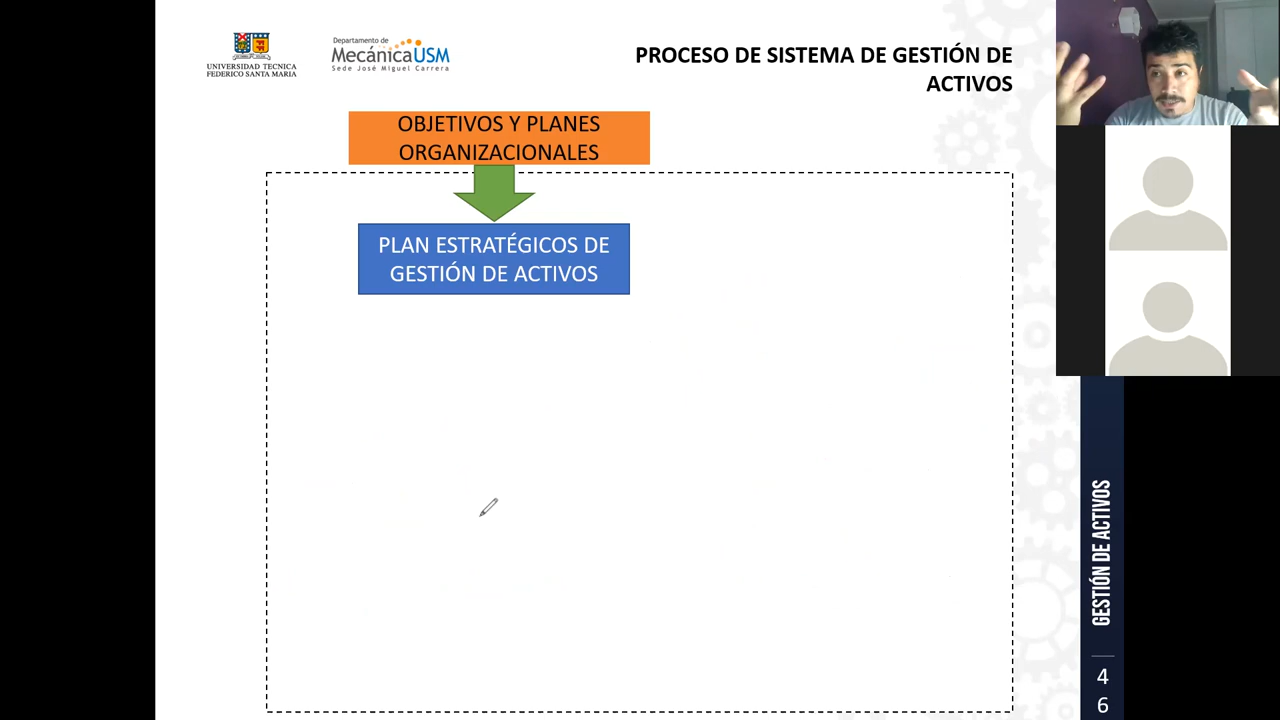 UNIVERSIDAD TECNICA
FEDERICO SANTA MARIA
Departamento de
MecánicaUSM
Sede José Miguel Carrera
PROCESO DE SISTEMA DE GESTIÓN DE
ACTIVOS
OBJETIVOS Y PLANES
ORGANIZACIONALES
PLAN ESTRATÉGICOS DE
GESTIÓN DE ACTIVOS
GESTIÓN DE ACTIVOS
4
6